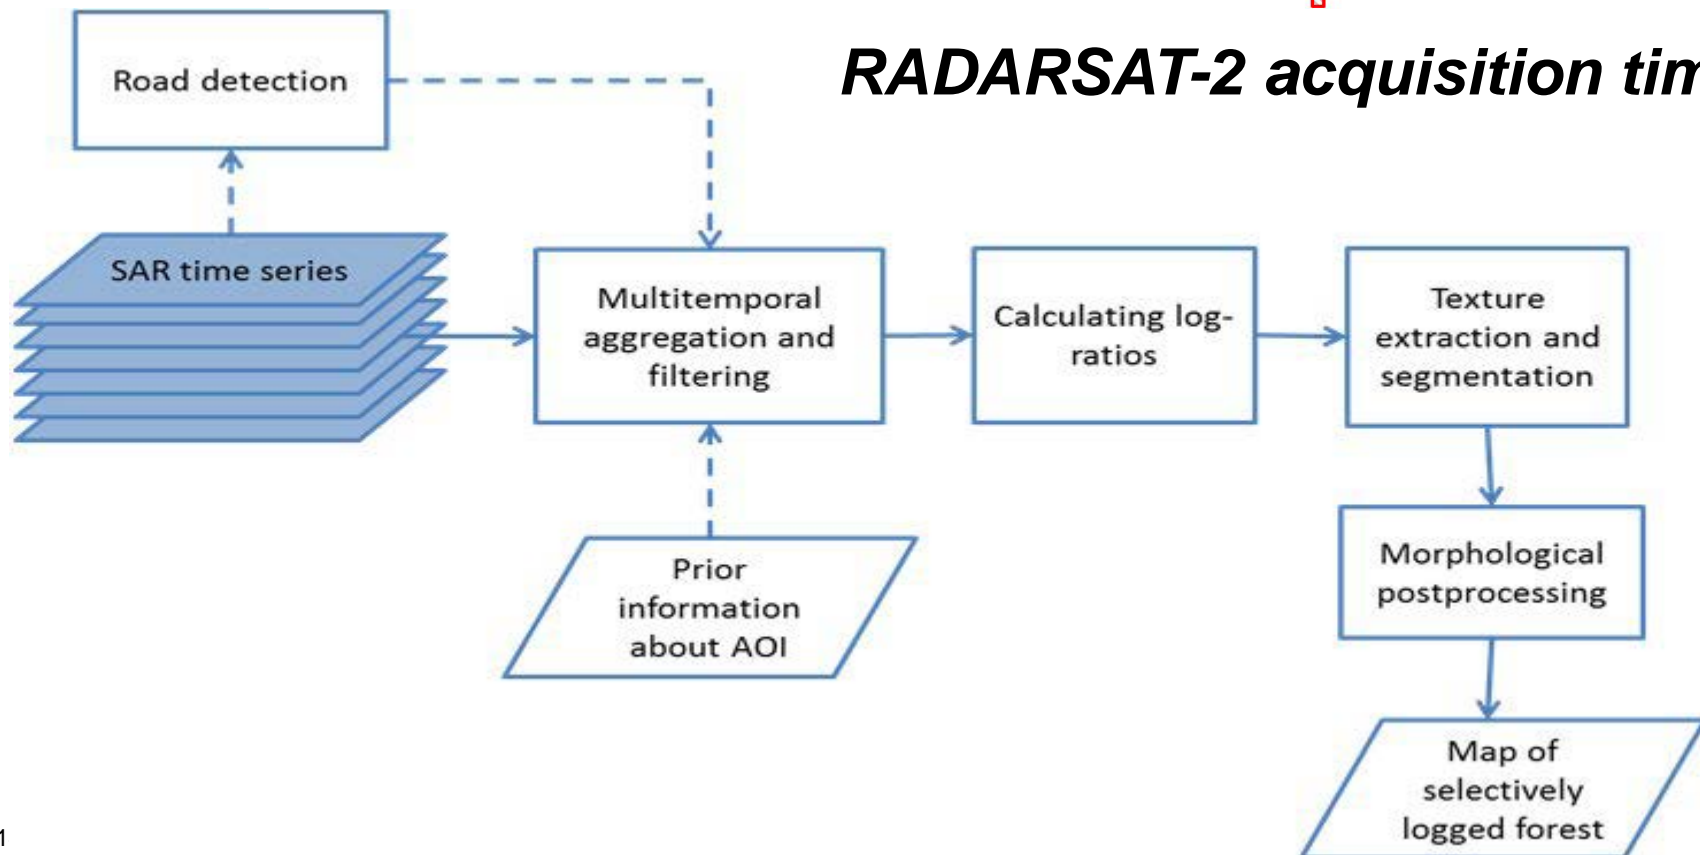 RADARSAT-2 acquisition tim
Road detection
SAR time series
Multitemporal
aggregation and
filtering
Calculating log-
ratios
Texture
extraction and
segmentation
Prior
information
about AOI
Morphological
postprocessing
Map of
selectively
logged forest
1